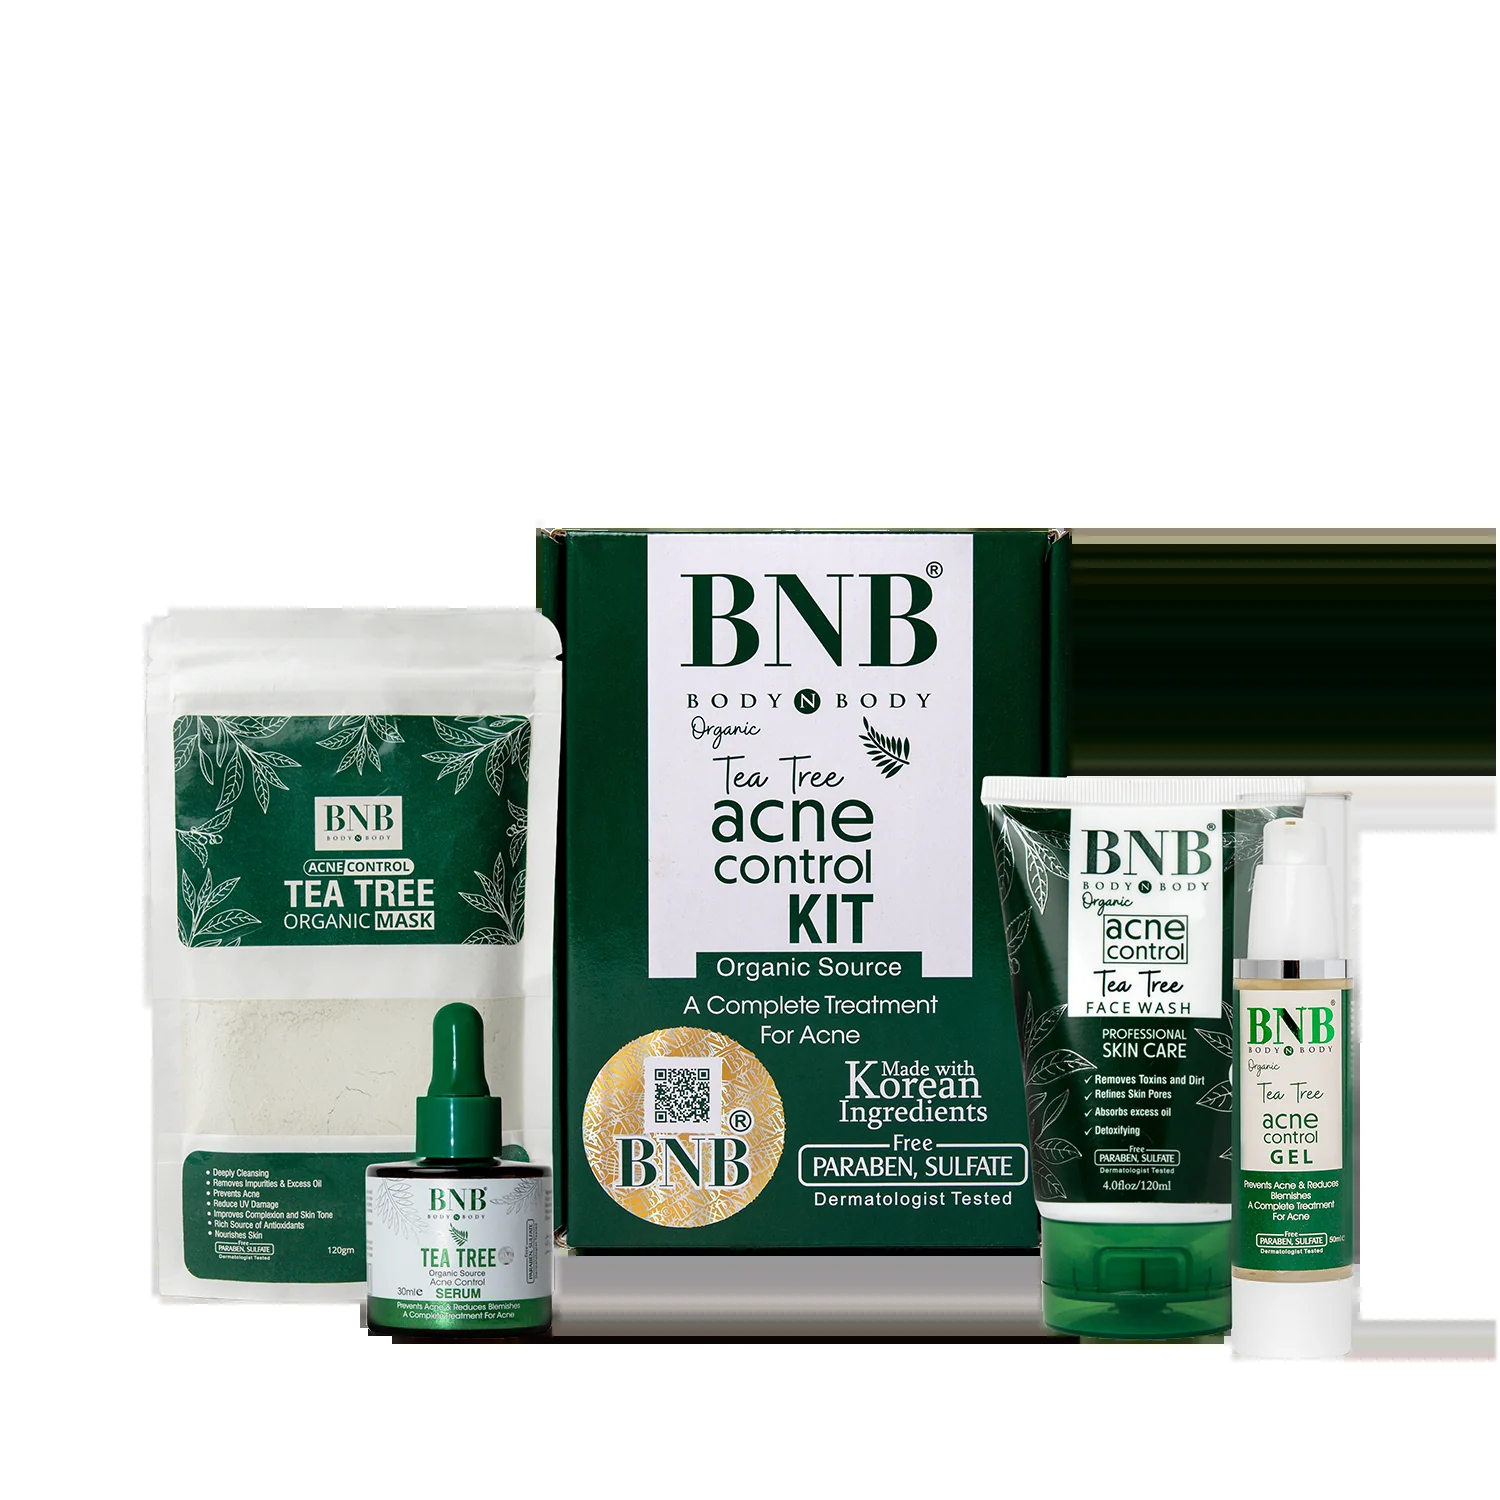 BNB
BODY N BODY
ACNE CONTROL
TEA TREE
ORGANIC MASK
• Deeply Cleansing
• Removes Impurities & Excess Oil
• Prevents Acne
• Reduce UV Damage
• Improves Complexion and Skin Tone
• Rich Source of Antioxidants
• Nourishes Skin
Free
PARABEN, SULFATE
Dermatologist Tested
120gm
BNB®
BODY N BODY
TEA TREE
Organic Source
Acne Control
30ml e SERUM
Prevents Acne & Reduces Blemishes
A Complete Treatment For Acne
PARABEN, SULFATE
BNB®
BODY N BODY
Organic
Tea Tree
acne
control
KIT
Organic Source
A Complete Treatment
For Acne
Made with
Korean
Ingredients
Free
PARABEN, SULFATE
Dermatologist Tested
BNB®
BNB®
BODY N BODY
Organic
acne
control
Tea Tree
FACE WASH
PROFESSIONAL
SKIN CARE
✓ Removes Toxins and Dirt
✓ Refines Skin Pores
✓ Absorbs excess oil
✓ Detoxifying
Free
PARABEN, SULFATE
Dermatologist Tested
4.0floz/120ml
BNB®
BODY N BODY
Organic
Tea Tree
acne
control
GEL
Prevents Acne & Reduces
Blemishes
A Complete Treatment
For Acne
Free
PARABEN, SULFATE 50ml e
Dermatologist Tested